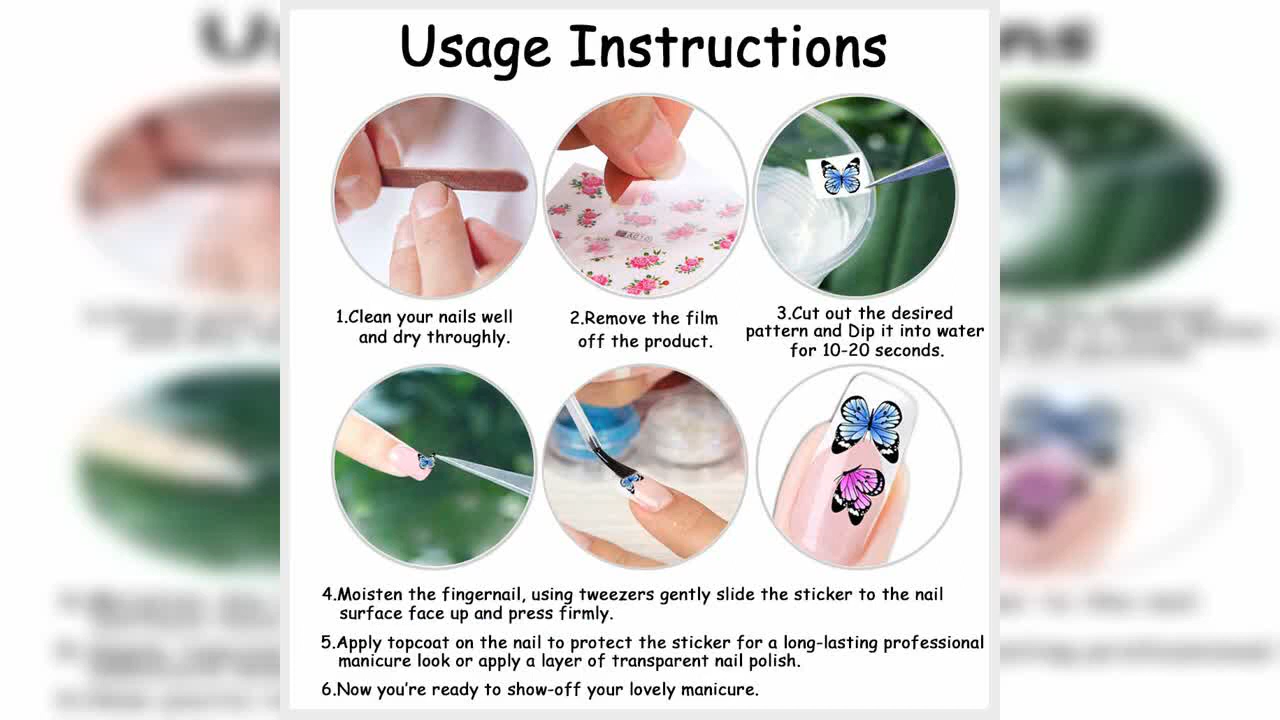 Usage Instructions
1.Clean your nails well
and dry throughly.
2.Remove the film
off the product.
3.Cut out the desired
pattern and Dip it into water
for 10-20 seconds.
4.Moisten the fingernail, using tweezers gently slide the sticker to the nail
surface face up and press firmly.
5.Apply topcoat on the nail to protect the sticker for a long-lasting professional
manicure look or apply a layer of transparent nail polish.
6.Now you're ready to show-off your lovely manicure.